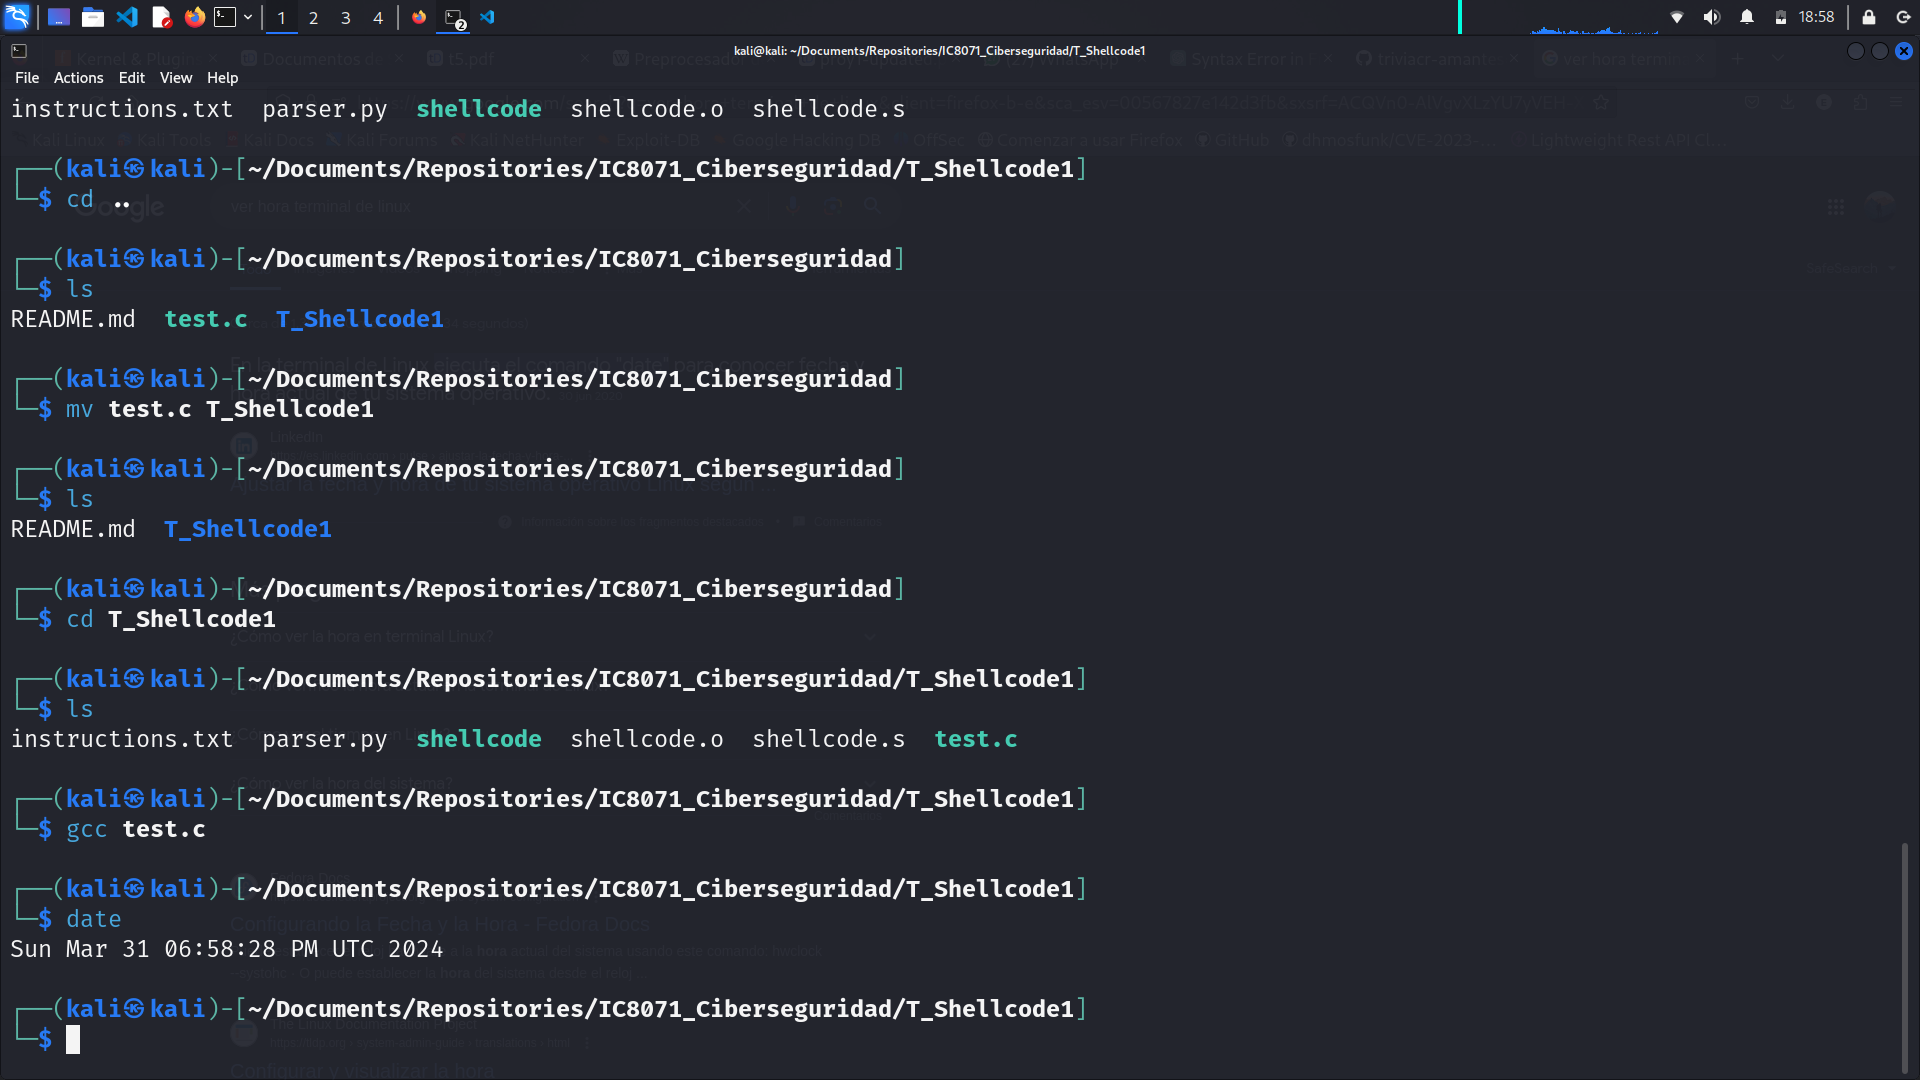 1 2 3 4 2 18:58
kali@kali: ~/Documents/Repositories/IC8071_Ciberseguridad/T_Shellcode1
File Actions Edit View Help
instructions.txt parser.py shellcode shellcode.o shellcode.s
┌──(kali㉿kali)-[~/Documents/Repositories/IC8071_Ciberseguridad/T_Shellcode1]
└─$ cd ..
┌──(kali㉿kali)-[~/Documents/Repositories/IC8071_Ciberseguridad]
└─$ ls
README.md test.c T_Shellcode1
┌──(kali㉿kali)-[~/Documents/Repositories/IC8071_Ciberseguridad]
└─$ mv test.c T_Shellcode1
┌──(kali㉿kali)-[~/Documents/Repositories/IC8071_Ciberseguridad]
└─$ ls
README.md T_Shellcode1
┌──(kali㉿kali)-[~/Documents/Repositories/IC8071_Ciberseguridad]
└─$ cd T_Shellcode1
┌──(kali㉿kali)-[~/Documents/Repositories/IC8071_Ciberseguridad/T_Shellcode1]
└─$ ls
instructions.txt parser.py shellcode shellcode.o shellcode.s test.c
┌──(kali㉿kali)-[~/Documents/Repositories/IC8071_Ciberseguridad/T_Shellcode1]
└─$ gcc test.c
┌──(kali㉿kali)-[~/Documents/Repositories/IC8071_Ciberseguridad/T_Shellcode1]
└─$ date
Sun Mar 31 06:58:28 PM UTC 2024
┌──(kali㉿kali)-[~/Documents/Repositories/IC8071_Ciberseguridad/T_Shellcode1]
└─$